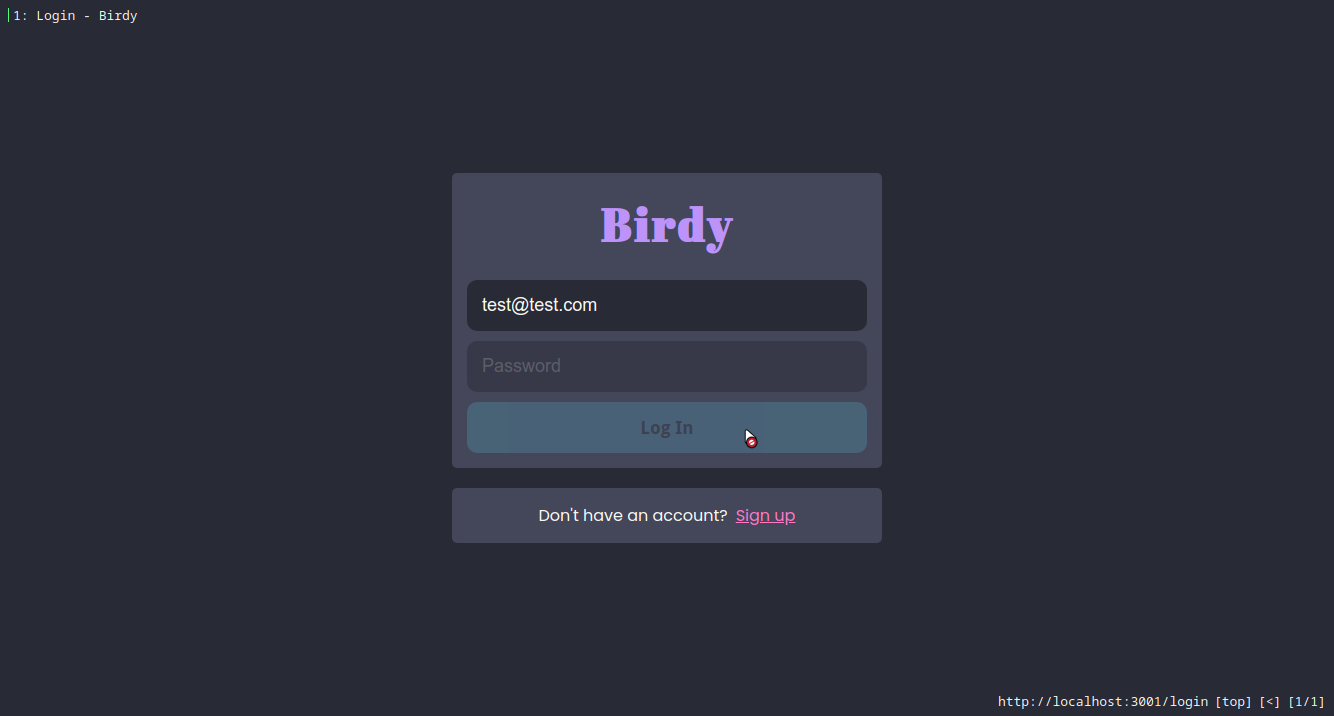 1: Login - Birdy
Birdy
test@test.com
Password
Log In
Don't have an account? Sign up
http://localhost:3001/login [top] [<] [1/1]